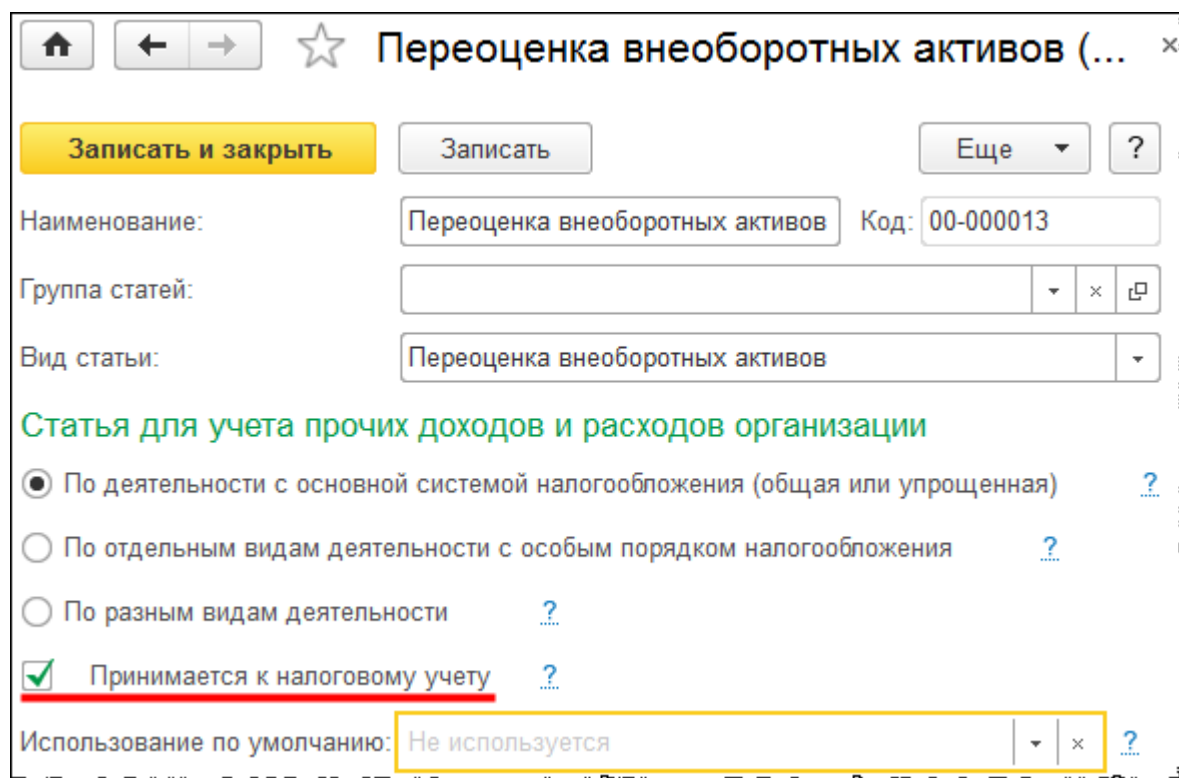 Переоценка внеоборотных активов (... ×
Записать и закрыть Записать Еще ?
Наименование: Переоценка внеоборотных активов Код: 00-000013
Группа статей:
Вид статьи: Переоценка внеоборотных активов
Статья для учета прочих доходов и расходов организации
По деятельности с основной системой налогообложения (общая или упрощенная) ?
По отдельным видам деятельности с особым порядком налогообложения ?
По разным видам деятельности ?
Принимается к налоговому учету ?
Использование по умолчанию: Не используется ?